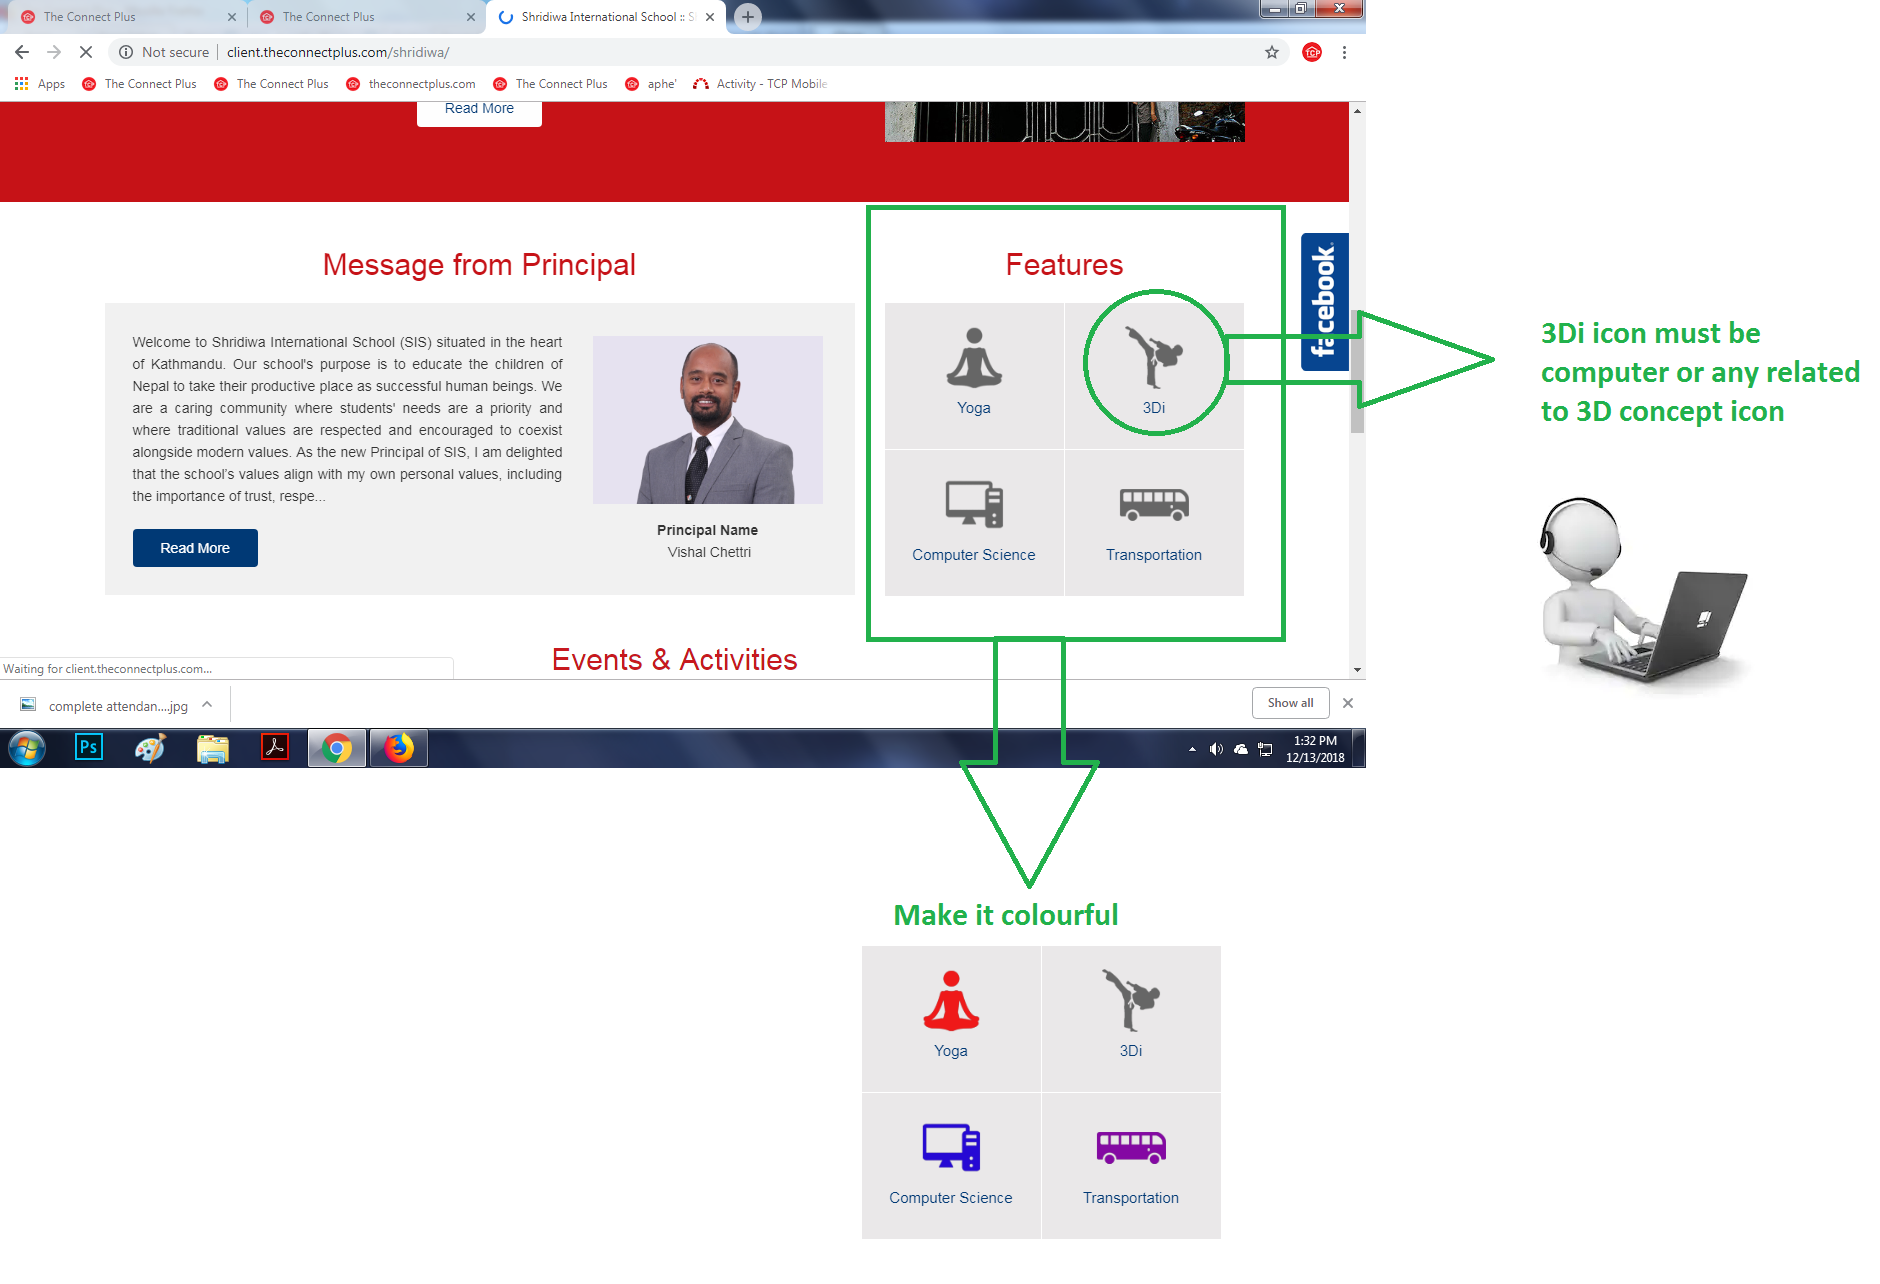 The Connect Plus
The Connect Plus
Shridiwa International School :: S
Not secure
client.theconnectplus.com/shridiwa/
Apps
The Connect Plus
The Connect Plus
theconnectplus.com
The Connect Plus
aphe'
Activity - TCP Mobile
Read More
Message from Principal
Welcome to Shridiwa International School (SIS) situated in the heart
of Kathmandu. Our school's purpose is to educate the children of
Nepal to take their productive place as successful human beings. We
are a caring community where students' needs are a priority and
where traditional values are respected and encouraged to coexist
alongside modern values. As the new Principal of SIS, I am delighted
that the school's values align with my own personal values, including
the importance of trust, respe...
Read More
Principal Name
Vishal Chettri
Features
Yoga
3Di
Computer Science
Transportation
facebook
3Di icon must be
computer or any related
to 3D concept icon
Events & Activities
Waiting for client.theconnectplus.com...
complete attendan....jpg
Show all
Ps
1:32 PM
12/13/2018
Make it colourful
Yoga
3Di
Computer Science
Transportation